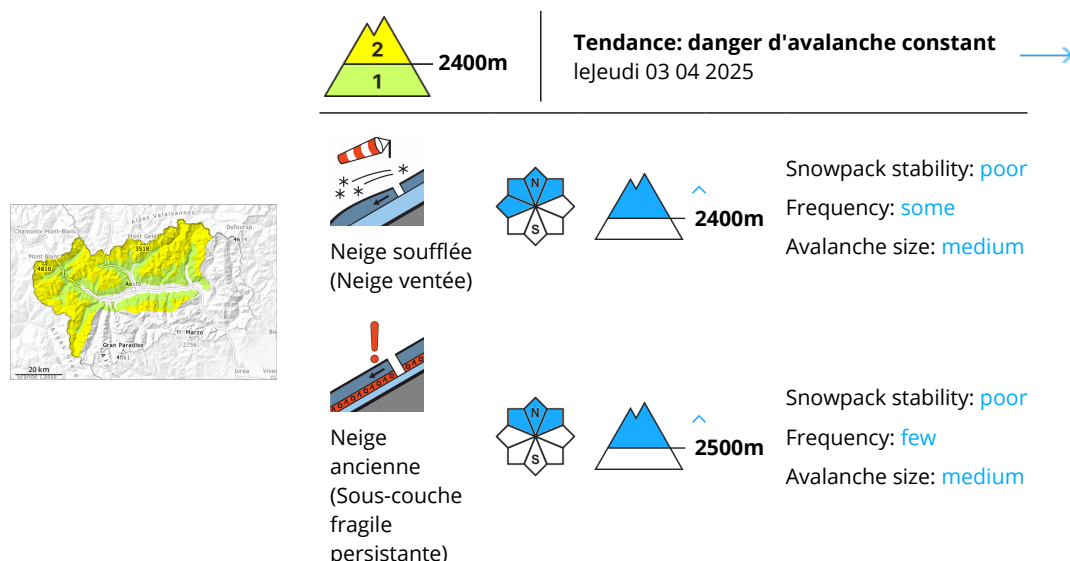 2
2400m
1
Tendance: danger d'avalanche constant
leJeudi 03 04 2025
N
S
2400m
Snowpack stability: poor
Frequency: some
Avalanche size: medium
Neige soufflée
(Neige ventée)
Alpes Valaisannes
Chamonix-Mont-Blanc
Mont Gelé
3518
Dufoursp.
4634
Mont Blanc
4810
Aosta
M. Marzo
2756
Gran Paradiso
4061
Ivrea
20 km
Grande Casse
N
S
2500m
Snowpack stability: poor
Frequency: few
Avalanche size: medium
Neige
ancienne
(Sous-couche
fragile
persistante)